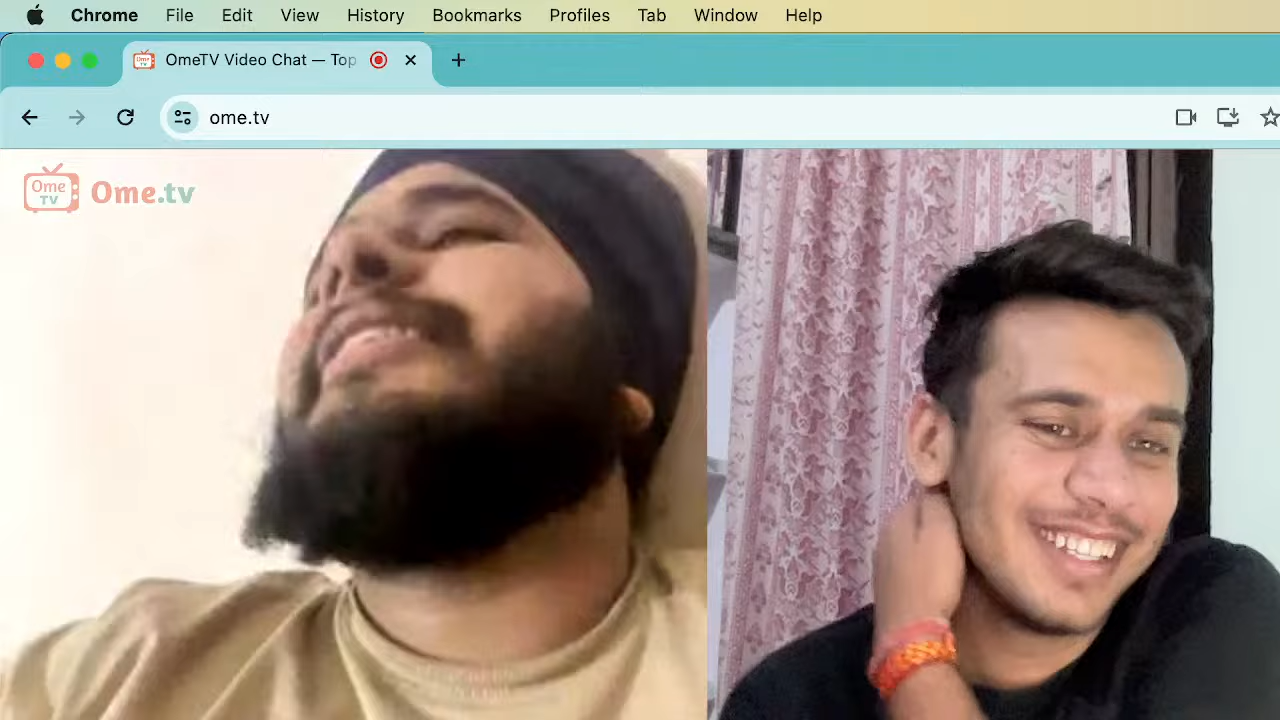 Chrome File Edit View History Bookmarks Profiles Tab Window Help
OmeTV Video Chat — Top
ome.tv
Ome TV Ome.tv